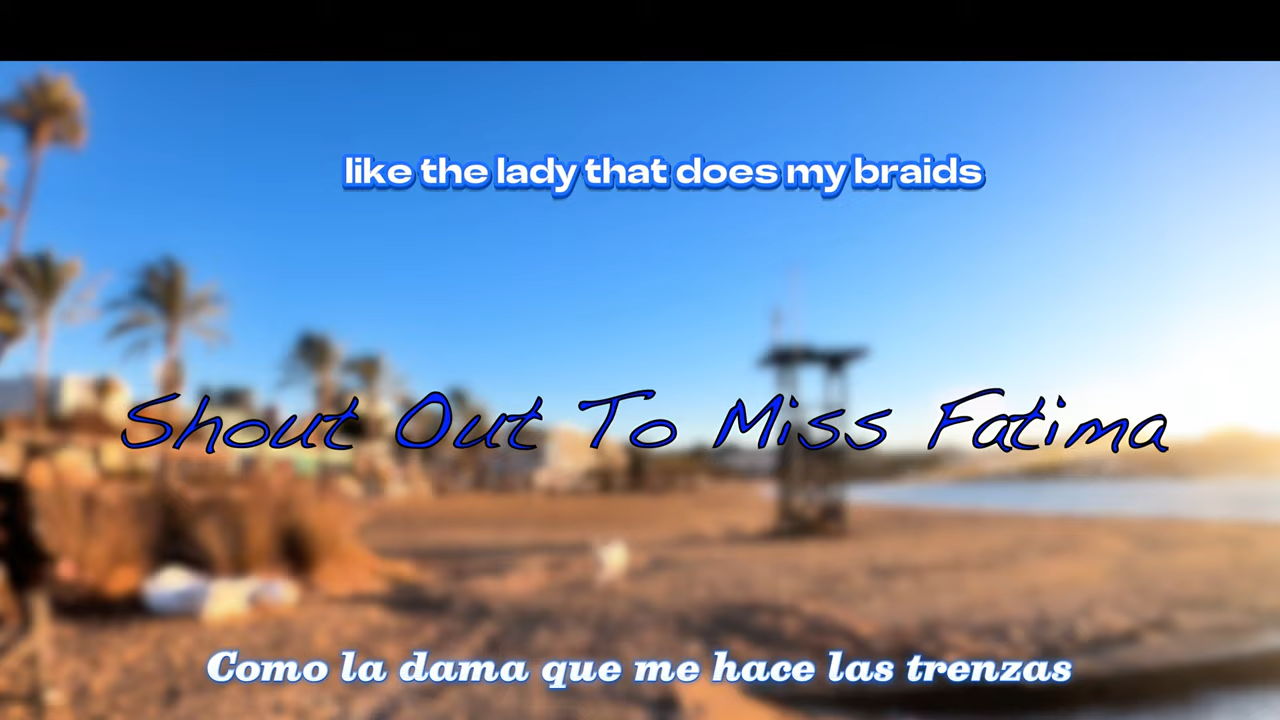 like the lady that does my braids
Shout Out To Miss Fatima
Como la dama que me hace las trenzas